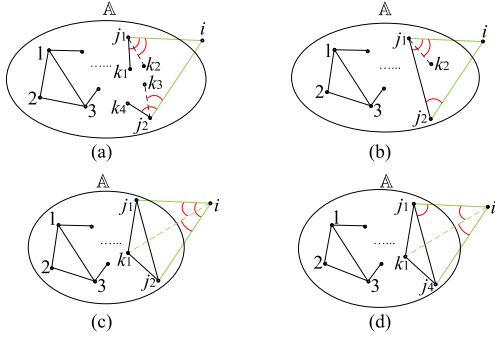 𝔸
j1
i
1
......
k1
k2
k3
2
3
k4
j2
(a)
𝔸
j1
i
1
......
k2
2
3
j2
(b)
𝔸
j1
i
1
......
k1
2
3
j2
(c)
𝔸
j1
i
1
......
k1
2
3
j4
(d)